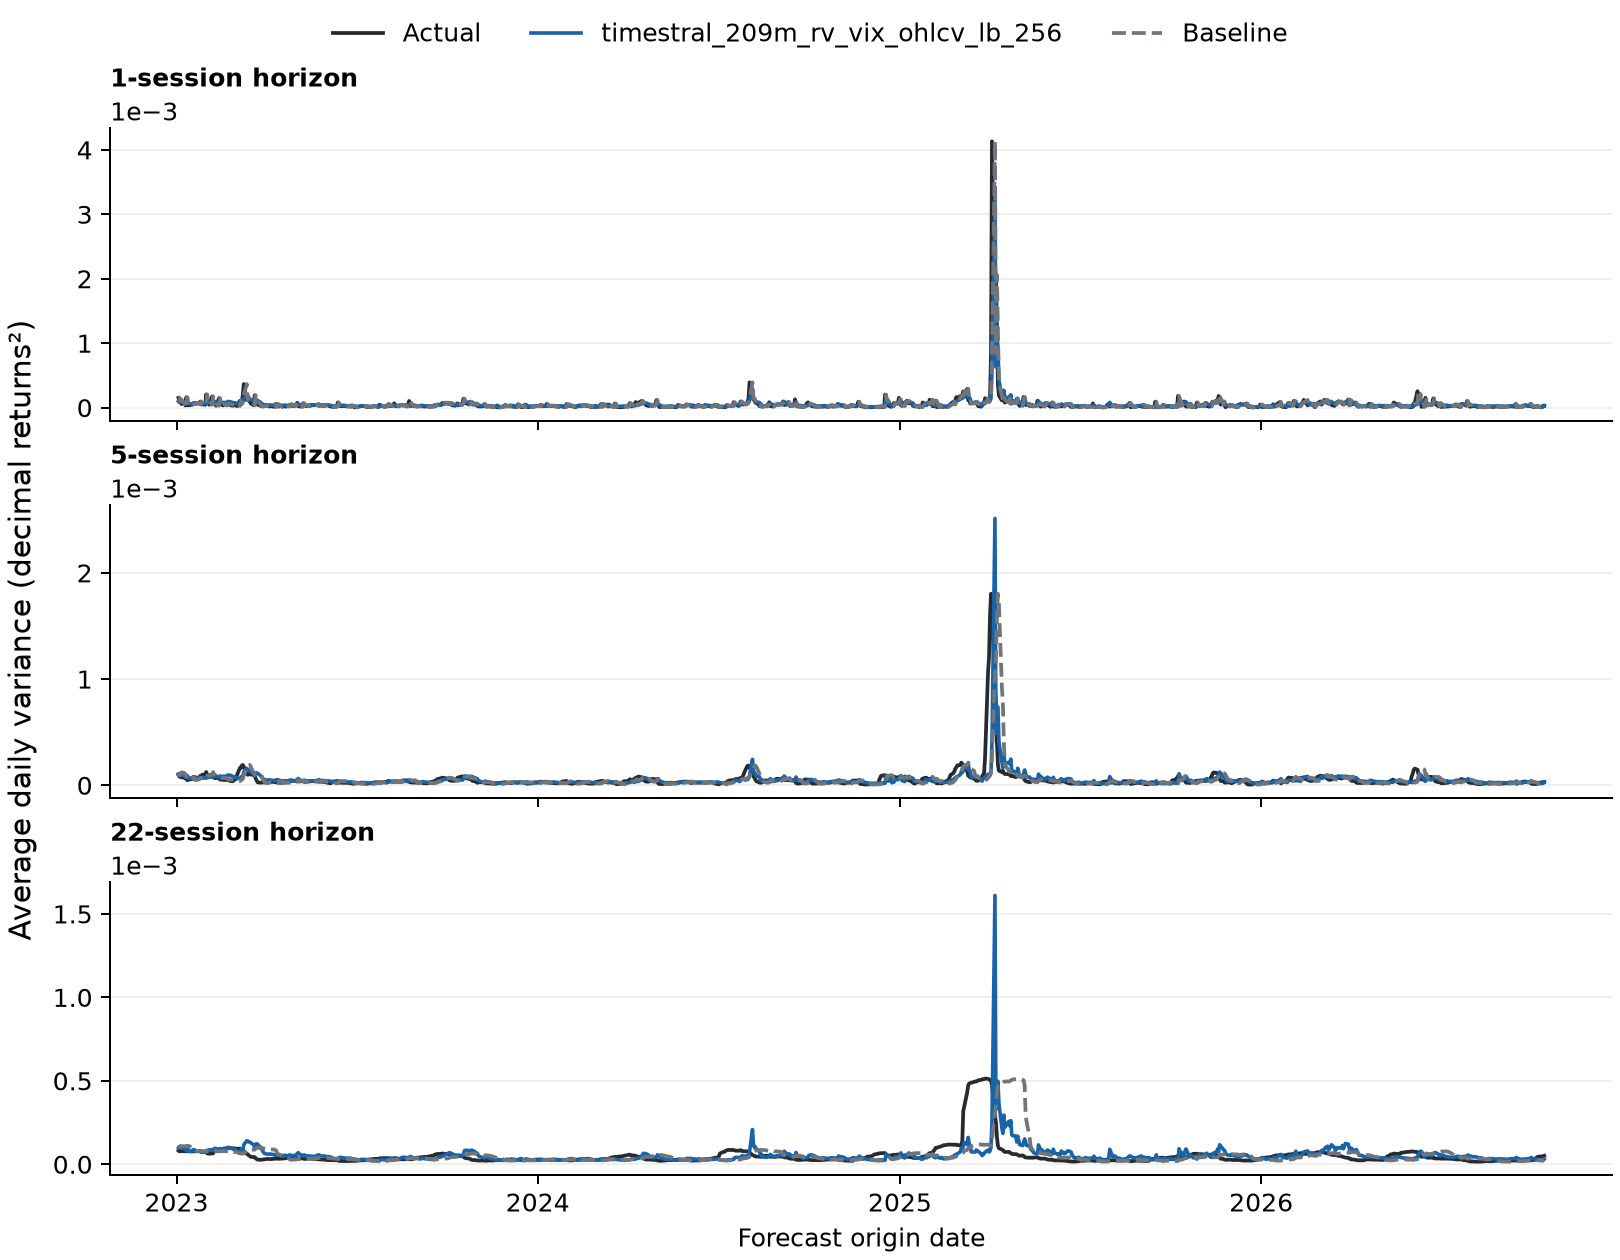 Actual timestral_209m_rv_vix_ohlcv_lb_256 Baseline
Average daily variance (decimal returns²)
1-session horizon
1e−3
4
3
2
1
0
5-session horizon
1e−3
2
1
0
22-session horizon
1e−3
1.5
1.0
0.5
0.0
2023 2024 2025 2026
Forecast origin date